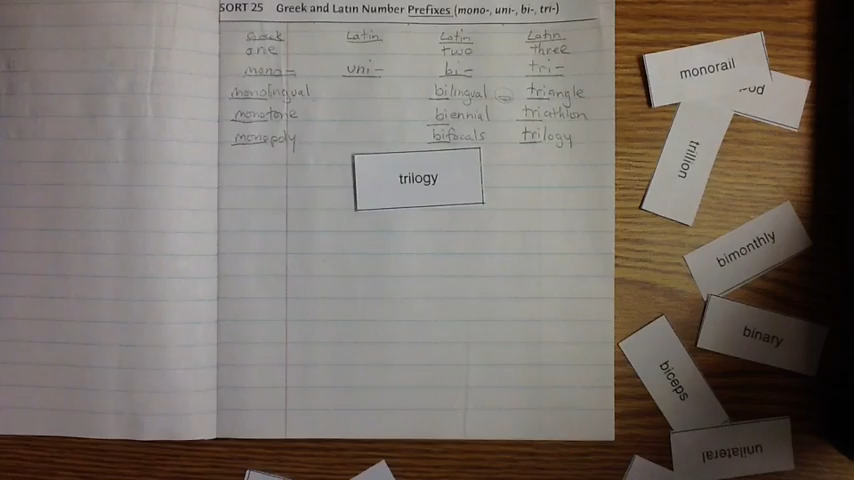 SORT 25 Greek and Latin Number Prefixes (mono-, uni-, bi-, tri-)
Greek Latin Latin Latin
one two three
mono- uni- bi- tri-
monolingual bilingual triangle
monotone biennial triathlon
monopoly bifocals trilogy
trilogy
monorail
trillion
bimonthly
binary
biceps
unilateral